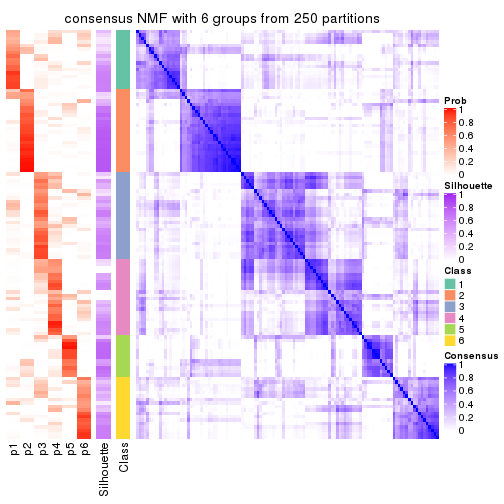 consensus NMF with 6 groups from 250 partitions
Prob
1
0.8
0.6
0.4
0.2
0
Silhouette
1
0.8
0.6
0.4
0.2
0
Class
1
2
3
4
5
6
Consensus
1
0.8
0.6
0.4
0.2
0
p1
p2
p3
p4
p5
p6
Silhouette
Class